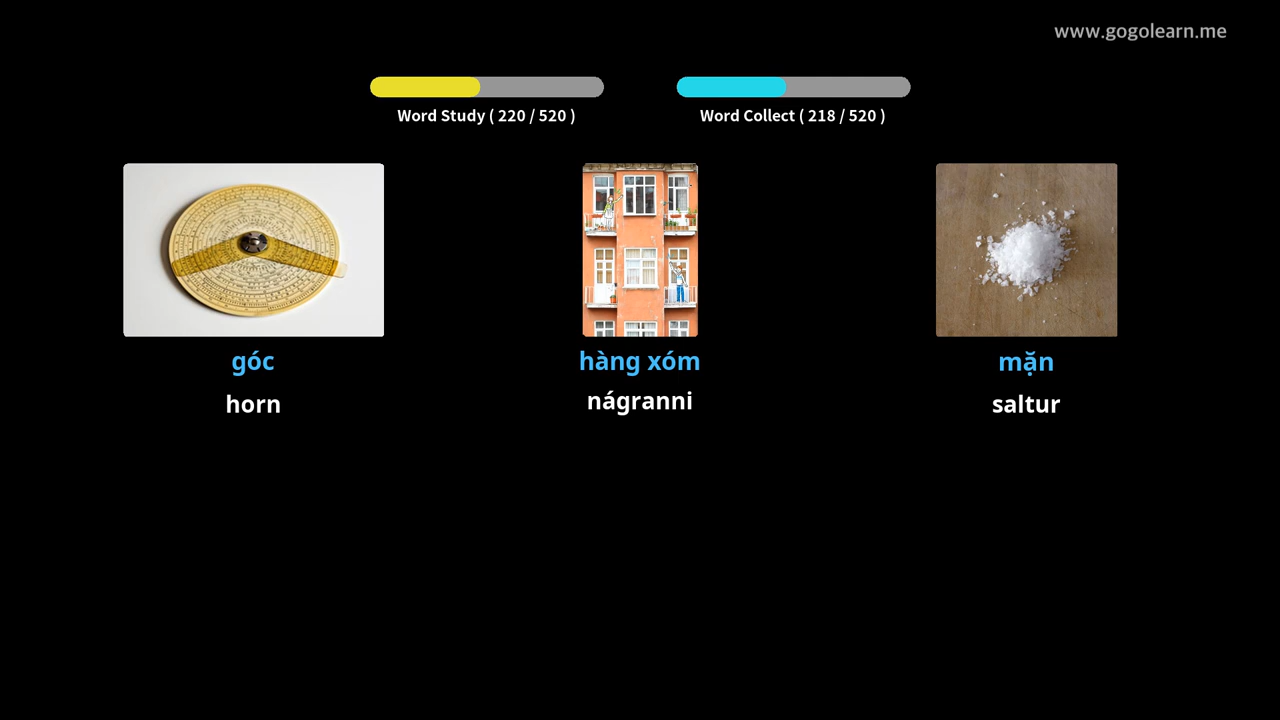 www.gogolearn.me
Word Study ( 220 / 520 )
Word Collect ( 218 / 520 )
góc
hàng xóm
mặn
horn
nágranni
saltur